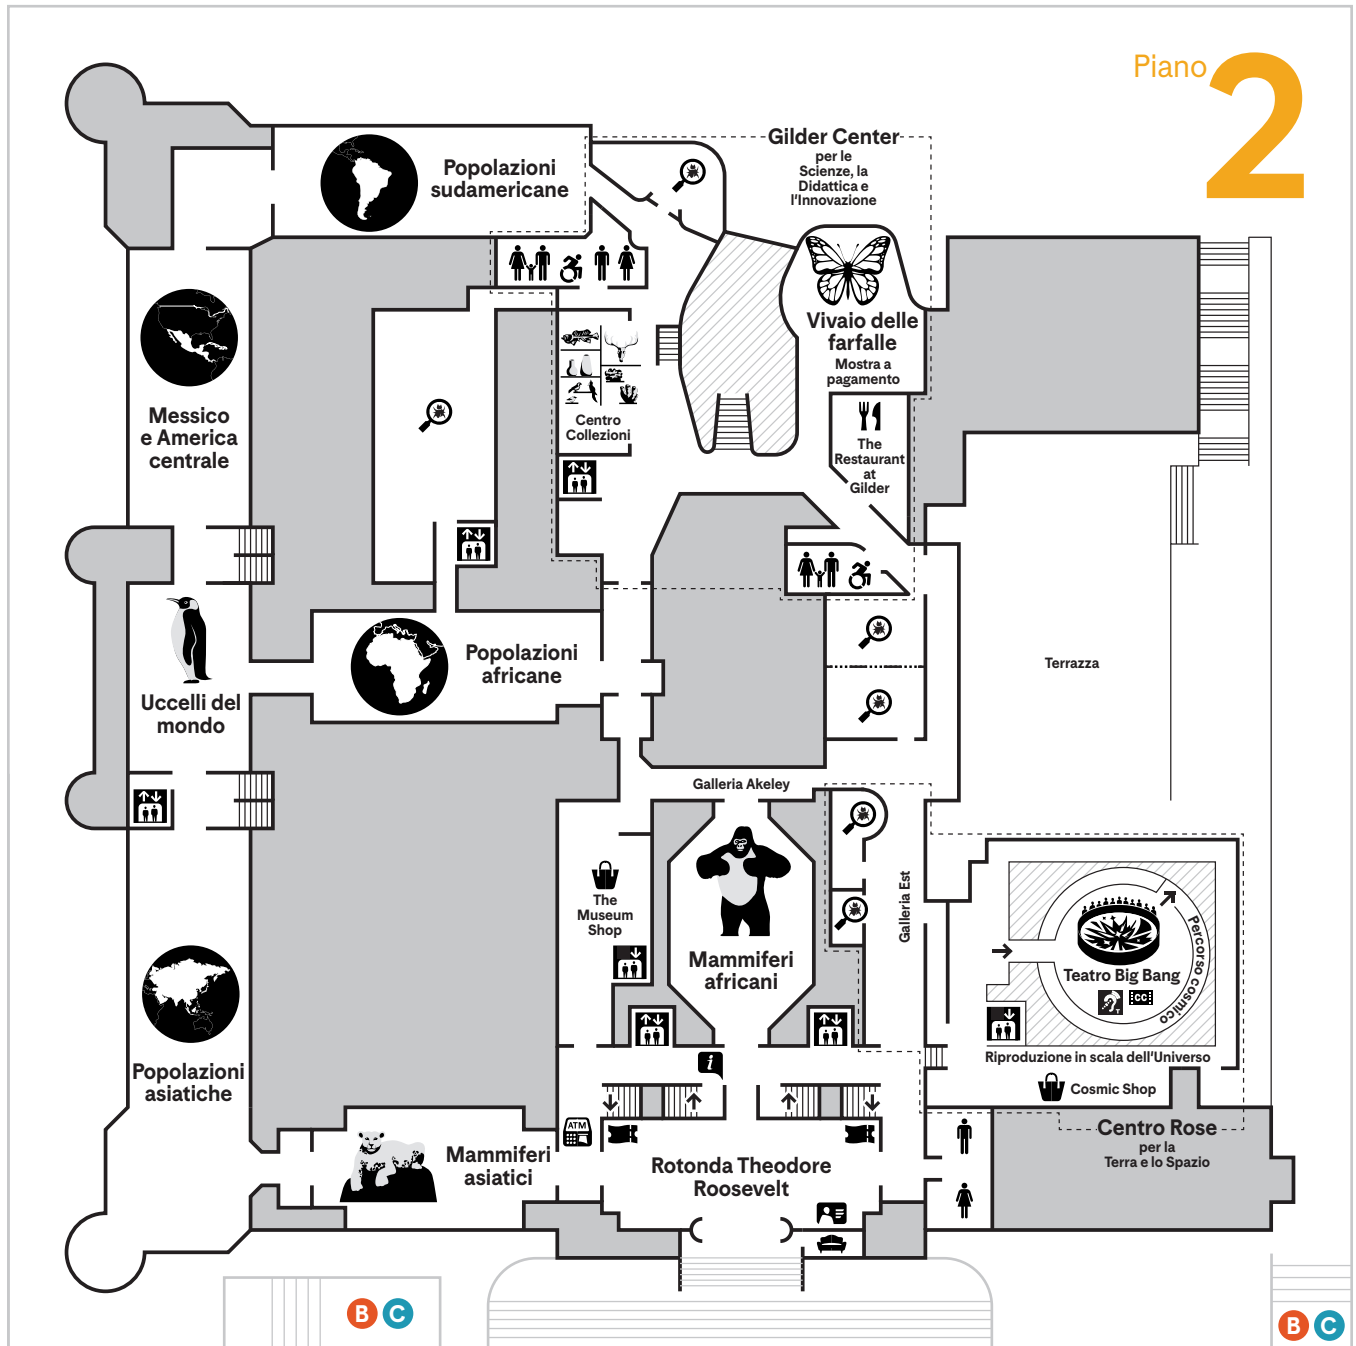 Piano
2
Gilder Center
per le
Scienze, la
Didattica e
l'Innovazione
Popolazioni
sudamericane
Vivaio delle
farfalle
Mostra a
pagamento
Messico
e America
centrale
Centro
Collezioni
The
Restaurant
at
Gilder
Popolazioni
africane
Terrazza
Uccelli del
mondo
Galleria Akeley
The
Museum
Shop
Galleria Est
Mammiferi
africani
Percorso cosmico
Teatro Big Bang
T
CC
i
Riproduzione in scala dell'Universo
Cosmic Shop
Popolazioni
asiatiche
ATM
Centro Rose
per la
Terra e lo Spazio
Mammiferi
asiatici
Rotonda Theodore
Roosevelt
B C
B C